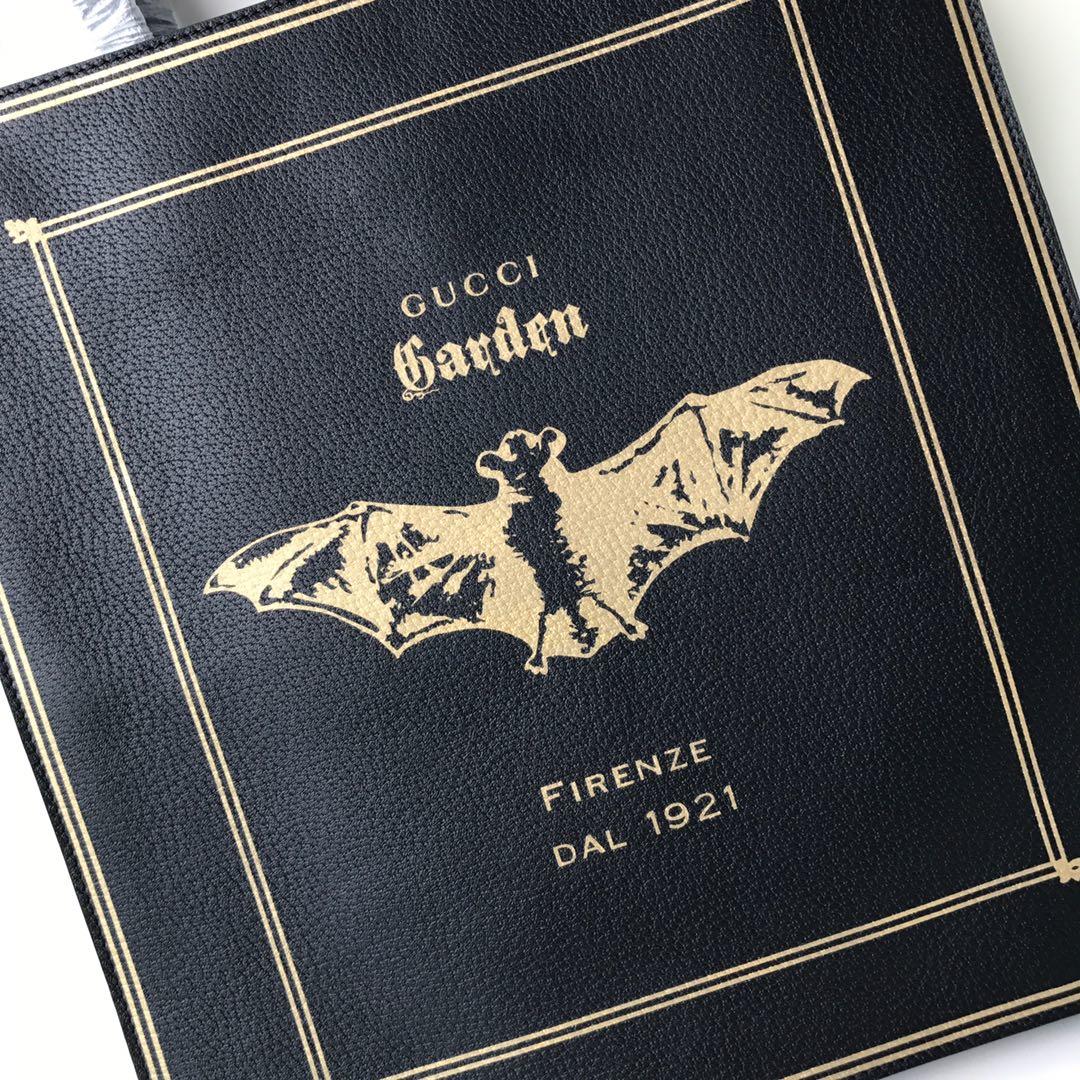 GUCCI
Garden
FIRENZE
DAL 1921